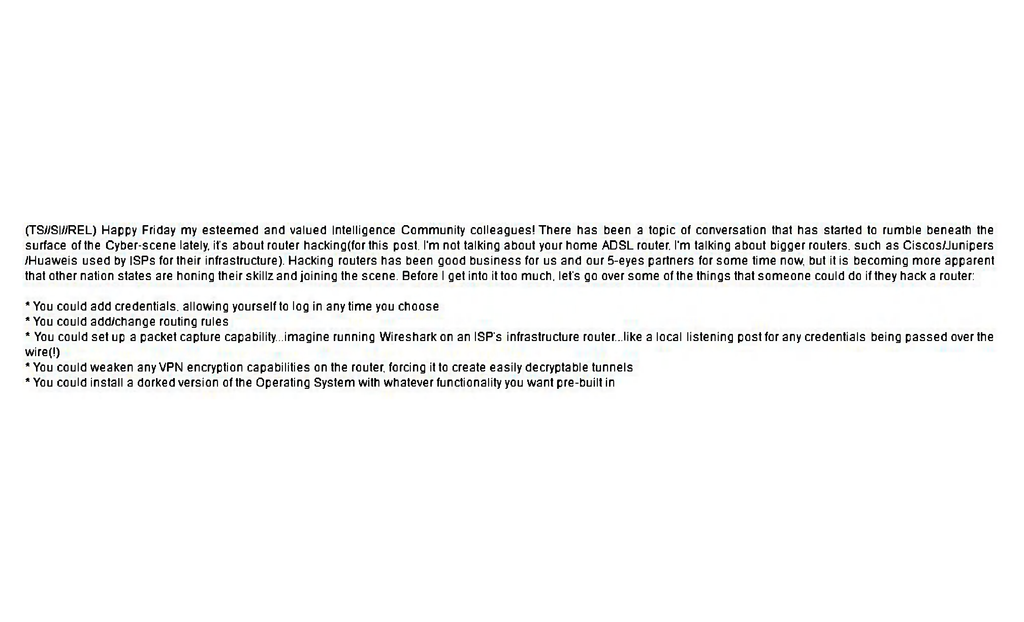 (TS//SI//REL) Happy Friday my esteemed and valued Intelligence Community colleagues! There has been a topic of conversation that has started to rumble beneath the
surface of the Cyber-scene lately, it's about router hacking(for this post, I'm not talking about your home ADSL router, I'm talking about bigger routers, such as Ciscos/Junipers
/Huaweis used by ISPs for their infrastructure). Hacking routers has been good business for us and our 5-eyes partners for some time now, but it is becoming more apparent
that other nation states are honing their skillz and joining the scene. Before I get into it too much, let's go over some of the things that someone could do if they hack a router:
* You could add credentials, allowing yourself to log in any time you choose
* You could add/change routing rules
* You could set up a packet capture capability...imagine running Wireshark on an ISP's infrastructure router...like a local listening post for any credentials being passed over the
wire(!)
* You could weaken any VPN encryption capabilities on the router, forcing it to create easily decryptable tunnels
* You could install a dorked version of the Operating System with whatever functionality you want pre-built in